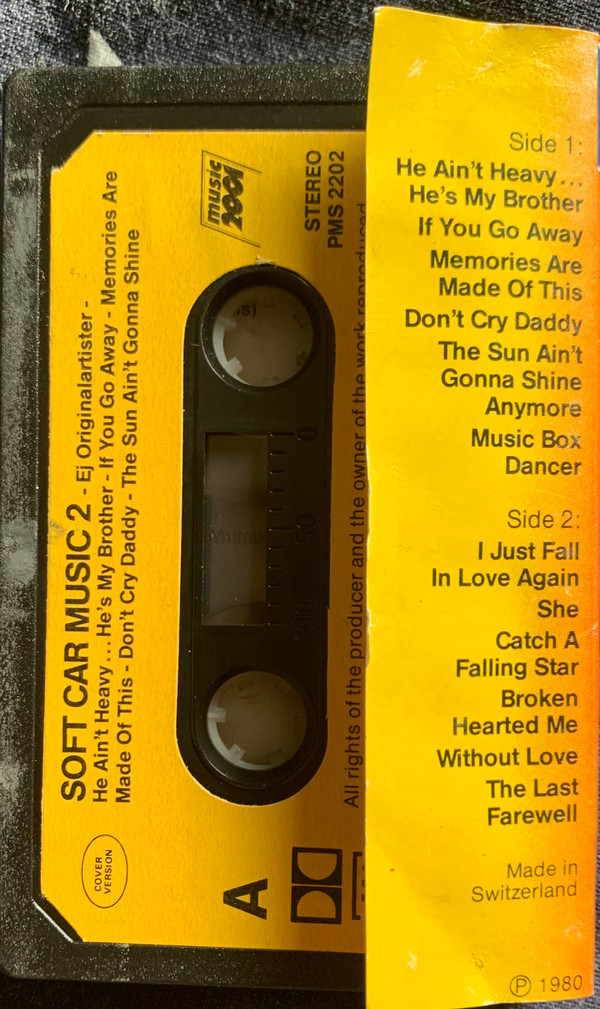 SOFT CAR MUSIC 2 - Ej Originalartister -
He Ain't Heavy... He's My Brother - If You Go Away - Memories Are
Made Of This - Don't Cry Daddy - The Sun Ain't Gonna Shine
COVER
VERSION
A
music
2001
STEREO
PMS 2202
0
50
100
All rights of the producer and the owner of the work reproduced
Side 1:
He Ain't Heavy...
He's My Brother
If You Go Away
Memories Are
Made Of This
Don't Cry Daddy
The Sun Ain't
Gonna Shine
Anymore
Music Box
Dancer
Side 2:
I Just Fall
In Love Again
She
Catch A
Falling Star
Broken
Hearted Me
Without Love
The Last
Farewell
Made in
Switzerland
℗ 1980